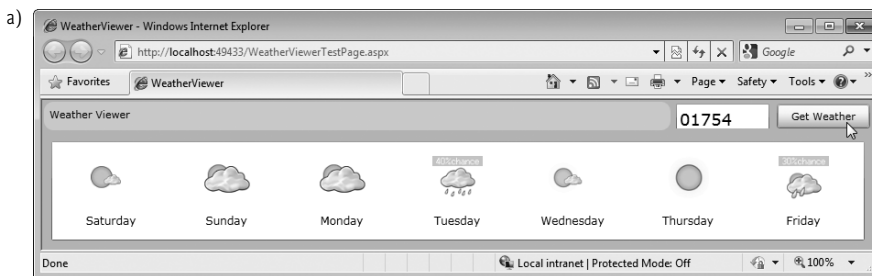 a)
WeatherViewer - Windows Internet Explorer
http://localhost:49433/WeatherViewerTestPage.aspx
Google
Favorites
WeatherViewer
Page
Safety
Tools
Weather Viewer
01754
Get Weather
40% chance
30% chance
Saturday
Sunday
Monday
Tuesday
Wednesday
Thursday
Friday
Done
Local intranet | Protected Mode: Off
100%